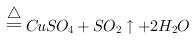 ≝ CuSO₄ + SO₂ ↑ + 2H₂O